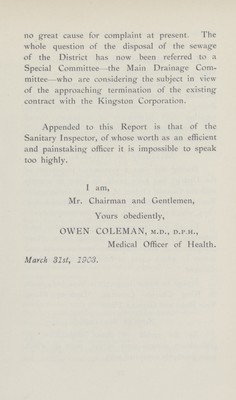 no great cause for complaint at present. The
whole question of the disposal of the sewage
of the District has now been referred to a
Special Committee—the Main Drainage Com-
mittee—who are considering the subject in view
of the approaching termination of the existing
contract with the Kingston Corporation.
Appended to this Report is that of the
Sanitary Inspector, of whose worth as an efficient
and painstaking officer it is impossible to speak
too highly.
I am,
Mr. Chairman and Gentlemen,
Yours obediently,
OWEN COLEMAN, M.D., D.P.H.,
Medical Officer of Health.
March 31st,